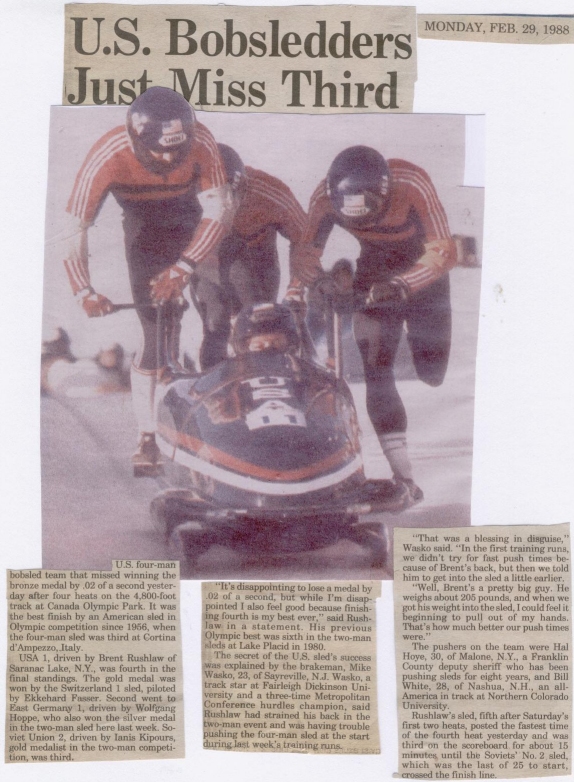 U.S. Bobsledders
Just Miss Third
MONDAY, FEB. 29, 1988
USA
U.S. four-man
bobsled team that missed winning the
bronze medal by .02 of a second yester-
day after four heats on the 4,800-foot
track at Canada Olympic Park. It was
the best finish by an American sled in
Olympic competition since 1956, when
the four-man sled was third at Cortina
d'Ampezzo, Italy.
USA 1, driven by Brent Rushlaw of
Saranac Lake, N.Y., was fourth in the
final standings. The gold medal was
won by the Switzerland 1 sled, piloted
by Ekkehard Fasser. Second went to
East Germany 1, driven by Wolfgang
Hoppe, who also won the silver medal
in the two-man sled here last week. So-
viet Union 2, driven by Ianis Kipours,
gold medalist in the two-man competi-
tion, was third.
"It's disappointing to lose a medal by
.02 of a second, but while I'm disap-
pointed I also feel good because finish-
ing fourth is my best ever," said Rush-
law in a statement. His previous
Olympic best was sixth in the two-man
sleds at Lake Placid in 1980.
The secret of the U.S. sled's success
was explained by the brakeman, Mike
Wasko, 23, of Sayreville, N.J. Wasko, a
track star at Fairleigh Dickinson Uni-
versity and a three-time Metropolitan
Conference hurdles champion, said
Rushlaw had strained his back in the
two-man event and was having trouble
pushing the four-man sled at the start
during last week's training runs.
"That was a blessing in disguise,"
Wasko said. "In the first training runs,
we didn't try for fast push times be-
cause of Brent's back, but then we told
him to get into the sled a little earlier.
"Well, Brent's a pretty big guy. He
weighs about 205 pounds, and when we
got his weight into the sled, I could feel it
beginning to pull out of my hands.
That's how much better our push times
were."
The pushers on the team were Hal
Hoye, 30, of Malone, N.Y., a Franklin
County deputy sheriff who has been
pushing sleds for eight years, and Bill
White, 28, of Nashua, N.H., an all-
America in track at Northern Colorado
University.
Rushlaw's sled, fifth after Saturday's
first two heats, posted the fastest time
of the fourth heat yesterday and was
third on the scoreboard for about 15
minutes until the Soviets' No. 2 sled,
which was the last of 25 to start,
crossed the finish line.